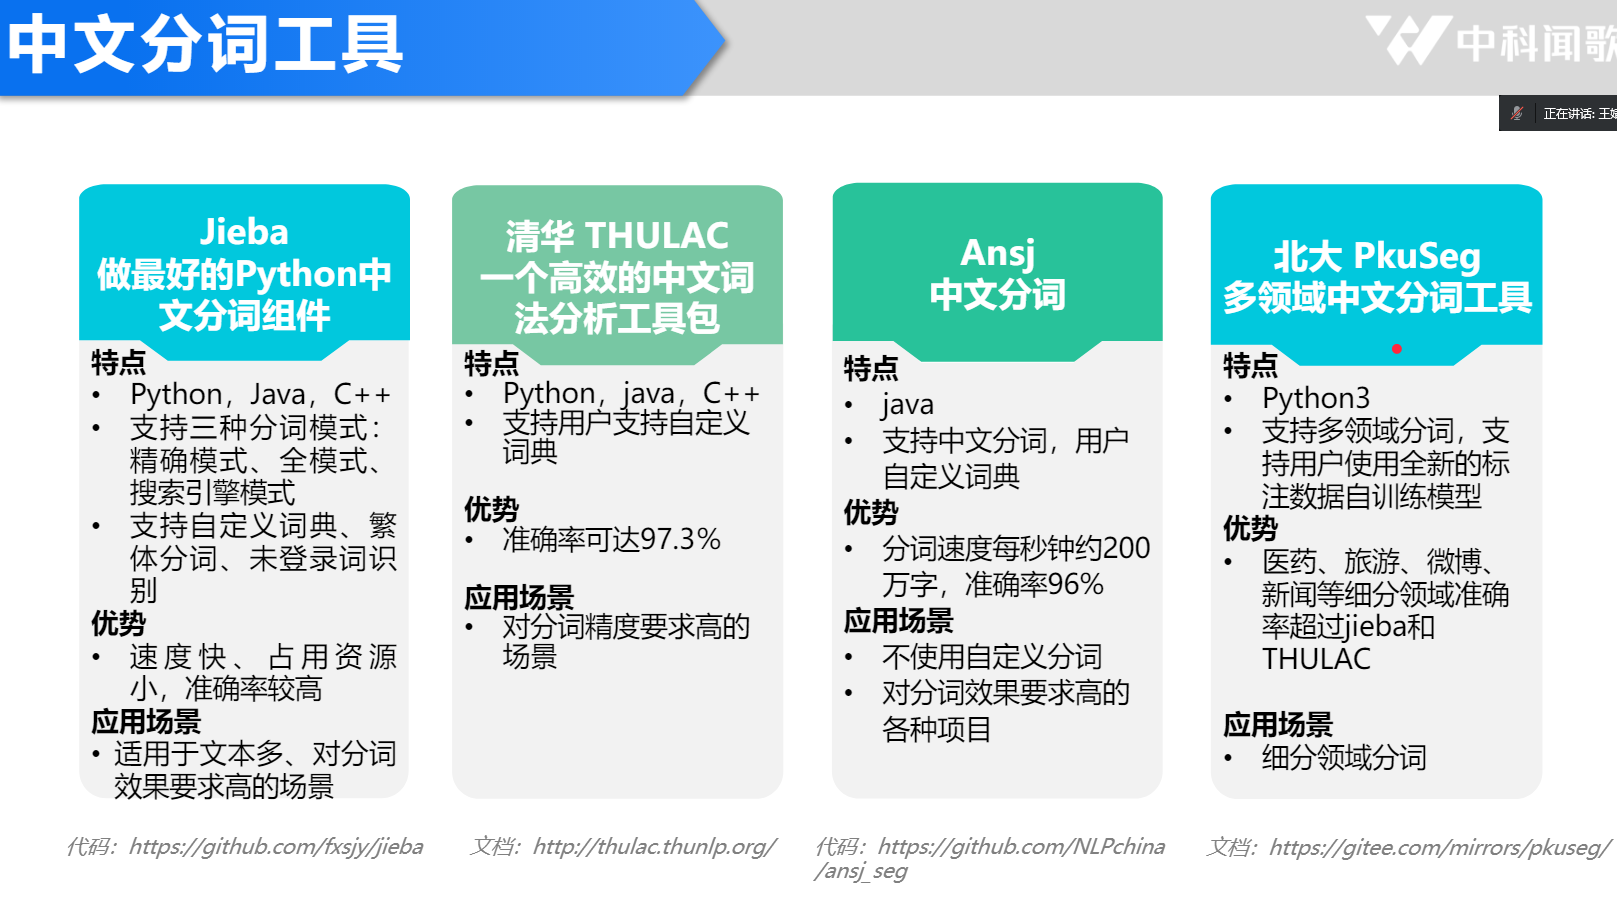 中文分词工具
中科闻歌
正在讲话: 王
Jieba
做最好的Python中
文分词组件
特点
• Python，Java，C++
• 支持三种分词模式：
精确模式、全模式、
搜索引擎模式
• 支持自定义词典、繁
体分词、未登录词识
别
优势
• 速度快、占用资源
小，准确率较高
应用场景
• 适用于文本多、对分词
效果要求高的场景
代码：https://github.com/fxsjy/jieba
清华 THULAC
一个高效的中文词
法分析工具包
特点
• Python，java，C++
• 支持用户支持自定义
词典
优势
• 准确率可达97.3%
应用场景
• 对分词精度要求高的
场景
文档：http://thulac.thunlp.org/
Ansj
中文分词
特点
• java
• 支持中文分词，用户
自定义词典
优势
• 分词速度每秒钟约200
万字，准确率96%
应用场景
• 不使用自定义分词
• 对分词效果要求高的
各种项目
代码：https://github.com/NLPchina
/ansj_seg
北大 PkuSeg
多领域中文分词工具
特点
• Python3
• 支持多领域分词，支
持用户使用全新的标
注数据自训练模型
优势
• 医药、旅游、微博、
新闻等细分领域准确
率超过jieba和
THULAC
应用场景
• 细分领域分词
文档：https://gitee.com/mirrors/pkuseg/